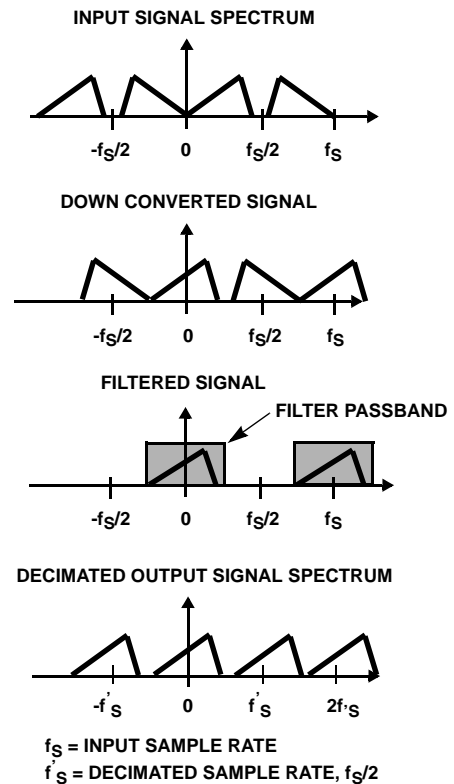 INPUT SIGNAL SPECTRUM
-fS/2 0 fS/2 fS
DOWN CONVERTED SIGNAL
-fS/2 0 fS/2 fS
FILTERED SIGNAL
FILTER PASSBAND
-fS/2 0 fS/2 fS
DECIMATED OUTPUT SIGNAL SPECTRUM
-f'S 0 f'S 2f'S
fS = INPUT SAMPLE RATE
f'S = DECIMATED SAMPLE RATE, fS/2